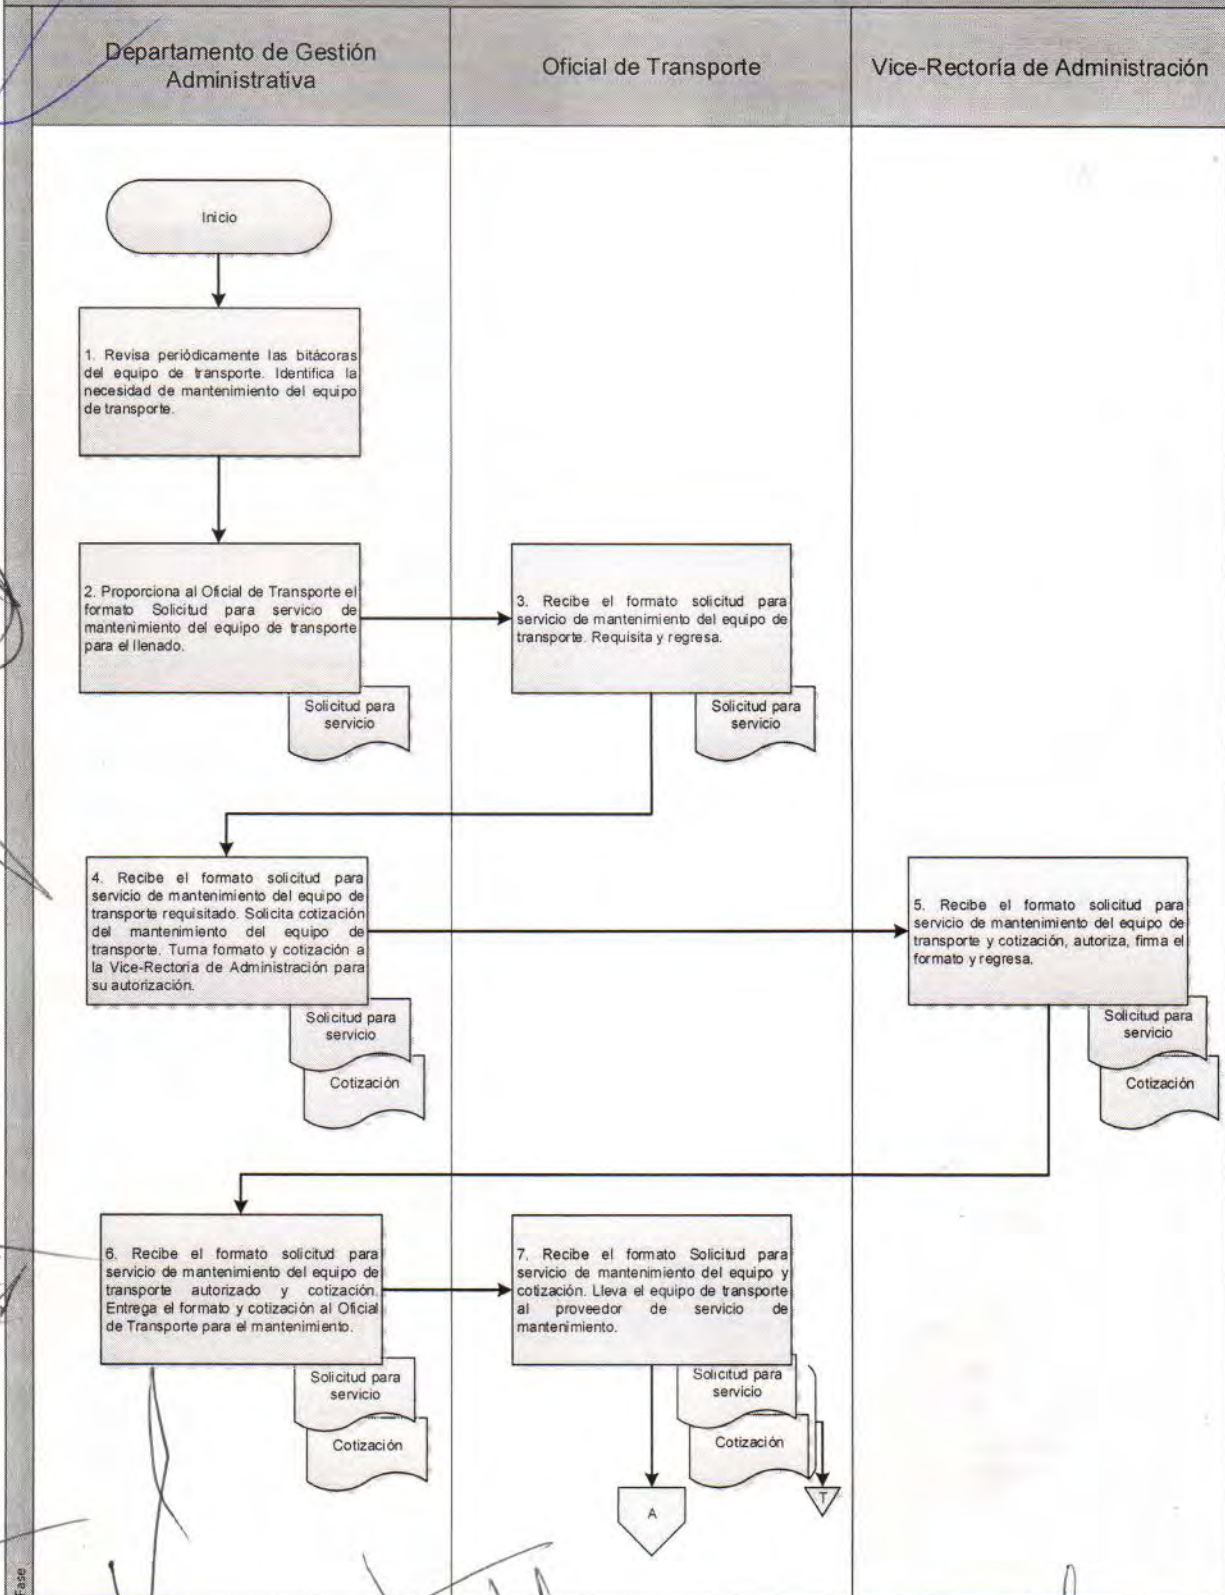 Departamento de Gestión
Administrativa
Oficial de Transporte
Vice-Rectoría de Administración
Inicio
1. Revisa periódicamente las bitácoras
del equipo de transporte. Identifica la
necesidad de mantenimiento del equipo
de transporte.
2. Proporciona al Oficial de Transporte el
formato Solicitud para servicio de
mantenimiento del equipo de transporte
para el llenado.
Solicitud para
servicio
3. Recibe el formato solicitud para
servicio de mantenimiento del equipo de
transporte. Requisita y regresa.
Solicitud para
servicio
4. Recibe el formato solicitud para
servicio de mantenimiento del equipo de
transporte requisitado. Solicita cotización
del mantenimiento del equipo de
transporte. Turna formato y cotización a
la Vice-Rectoría de Administración para
su autorización.
Solicitud para
servicio
Cotización
5. Recibe el formato solicitud para
servicio de mantenimiento del equipo de
transporte y cotización, autoriza, firma el
formato y regresa.
Solicitud para
servicio
Cotización
6. Recibe el formato solicitud para
servicio de mantenimiento del equipo de
transporte autorizado y cotización.
Entrega el formato y cotización al Oficial
de Transporte para el mantenimiento.
Solicitud para
servicio
Cotización
7. Recibe el formato Solicitud para
servicio de mantenimiento del equipo y
cotización. Lleva el equipo de transporte
al proveedor de servicio de
mantenimiento.
Solicitud para
servicio
Cotización
A
T
Fase